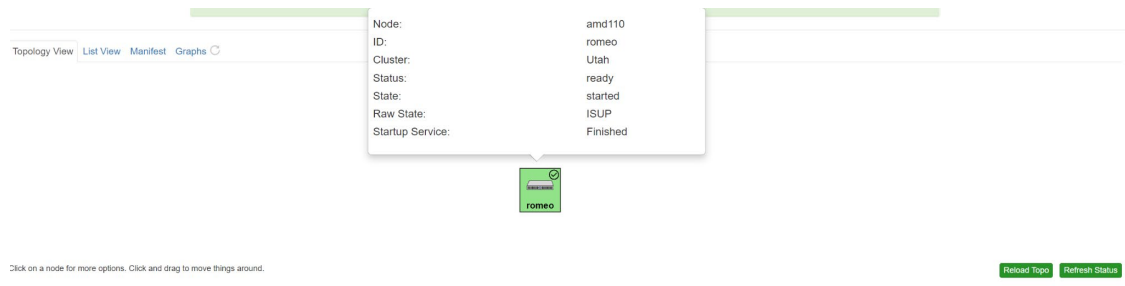 Node: amd110
ID: romeo
Cluster: Utah
Status: ready
State: started
Raw State: ISUP
Startup Service: Finished
Topology View List View Manifest Graphs
romeo
Click on a node for more options. Click and drag to move things around.
Reload Topo Refresh Status